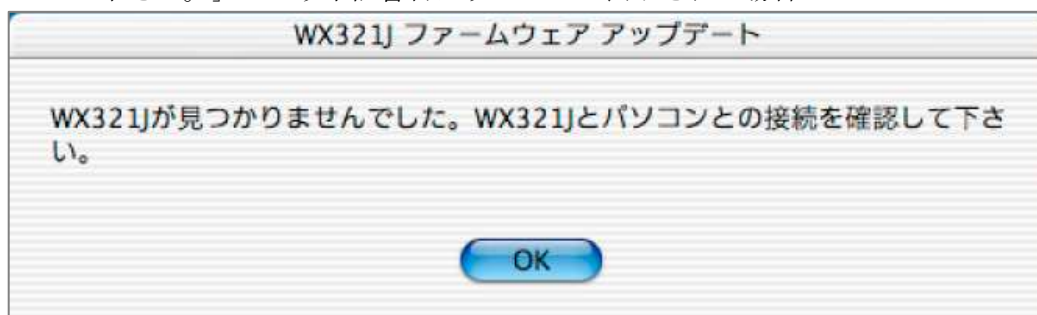 WX321J ファームウェア アップデート
WX321Jが見つかりませんでした。WX321Jとパソコンとの接続を確認して下さ
い。
OK